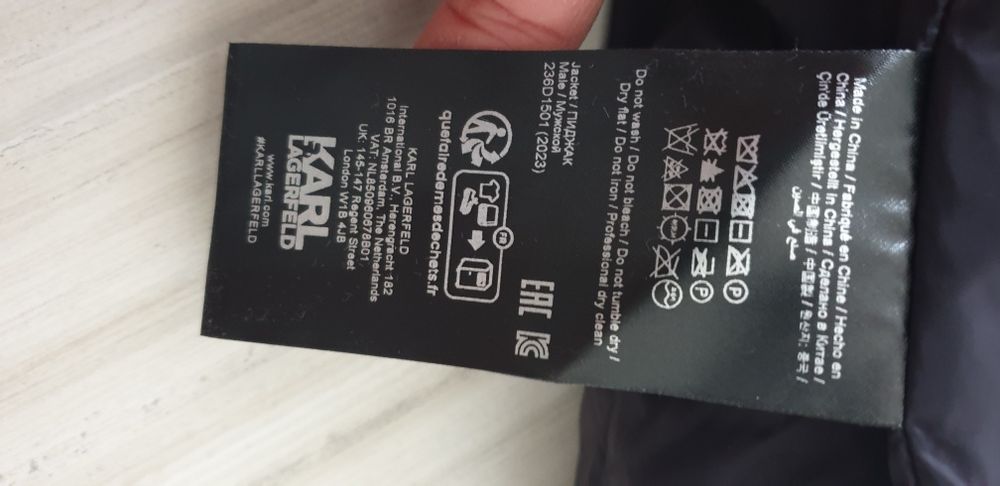 Made in China / Fabriqué en Chine / Hecho en
China / Hergestellt in China / Сделано в Китае /
Çin'de Üretilmiştir / 中国制造 / 中国製 / 원산지: 중국 /
صنع في الصين
P
P
Do not wash / Do not bleach / Do not tumble dry /
Dry flat / Do not iron / Professional dry clean
Jacket / ПИДЖАК
Male / Мужской
236D1501 (2023)
EAC
FR
quefairedemesdechets.fr
KARL LAGERFELD
International B.V. Herengracht 182
1016 BR Amsterdam, The Netherlands
VAT: NL850960678B01
UK: 145-147 Regent Street
London W1B 4JB
KARL
LAGERFELD
www.karl.com
#KARLLAGERFELD